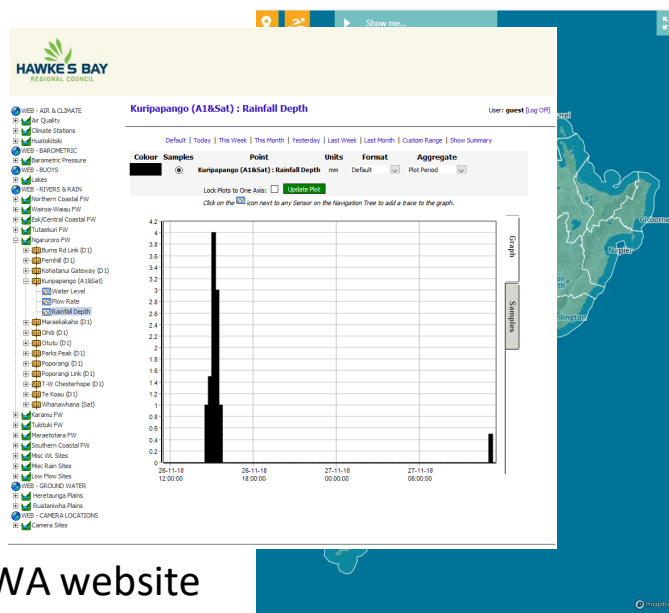 Show me...
HAWKE'S BAY
REGIONAL COUNCIL
Kuripapango (A1&Sat) : Rainfall Depth
User: guest [Log Off]
Default | Today | This Week | This Month | Yesterday | Last Week | Last Month | Custom Range | Show Summary
Colour Samples Point Units Format Aggregate
Kuripapango (A1&Sat) : Rainfall Depth mm Default Plot Period
Lock Plots to One Axis: Update Plot
Click on the icon next to any Sensor on the Navigation Tree to add a trace to the graph.
WEB - AIR & CLIMATE
Air Quality
Climate Stations
Huatakitoki
WEB - BAROMETRIC
Barometric Pressure
WEB - BUOYS
Lakes
WEB - RIVERS & RAIN
Northern Coastal FW
Wairoa-Waiau FW
Esk/Central Coastal FW
Tutaekuri FW
Ngaruroro FW
Burns Rd Link (D1)
Fernhill (D1)
Kohatanui Gateway (D1)
Kuripapango (A1&Sat)
Water Level
Flow Rate
Rainfall Depth
Maraekakaho (D1)
Ohiti (D1)
Otutu (D1)
Parks Peak (D1)
Poporangi (D1)
Poporangi Link (D1)
T-W Chesterhope (D1)
Te Koau (D1)
Whanawhana (Sat)
Karamu FW
Tukituki FW
Maraetotara FW
Southern Coastal FW
Misc WL Sites
Misc Rain Sites
Low Flow Sites
WEB - GROUND WATER
Heretaunga Plains
Ruataniwha Plains
WEB - CAMERA LOCATIONS
Camera Sites
4.2
4
3.8
3.6
3.4
3.2
3
2.8
2.6
2.4
2.2
2
1.8
1.6
1.4
1.2
1
0.8
0.6
0.4
0.2
0
26-11-18 26-11-18 27-11-18 27-11-18
12:00:00 18:00:00 00:00:00 06:00:00
Graph
Samples
Gisborne
Napier
llington
WA website
mapbo